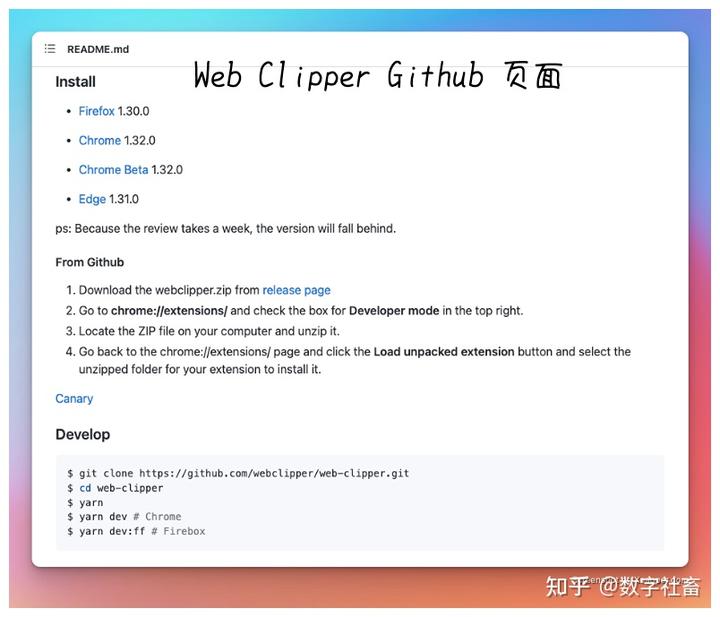 README.md
Web Clipper Github 页面
Install
Firefox 1.30.0
Chrome 1.32.0
Chrome Beta 1.32.0
Edge 1.31.0
ps: Because the review takes a week, the version will fall behind.
From Github
1. Download the webclipper.zip from release page
2. Go to chrome://extensions/ and check the box for Developer mode in the top right.
3. Locate the ZIP file on your computer and unzip it.
4. Go back to the chrome://extensions/ page and click the Load unpacked extension button and select the
unzipped folder for your extension to install it.
Canary
Develop
$ git clone https://github.com/webclipper/web-clipper.git
$ cd web-clipper
$ yarn
$ yarn dev # Chrome
$ yarn dev:ff # Firebox
知乎 @数字社畜